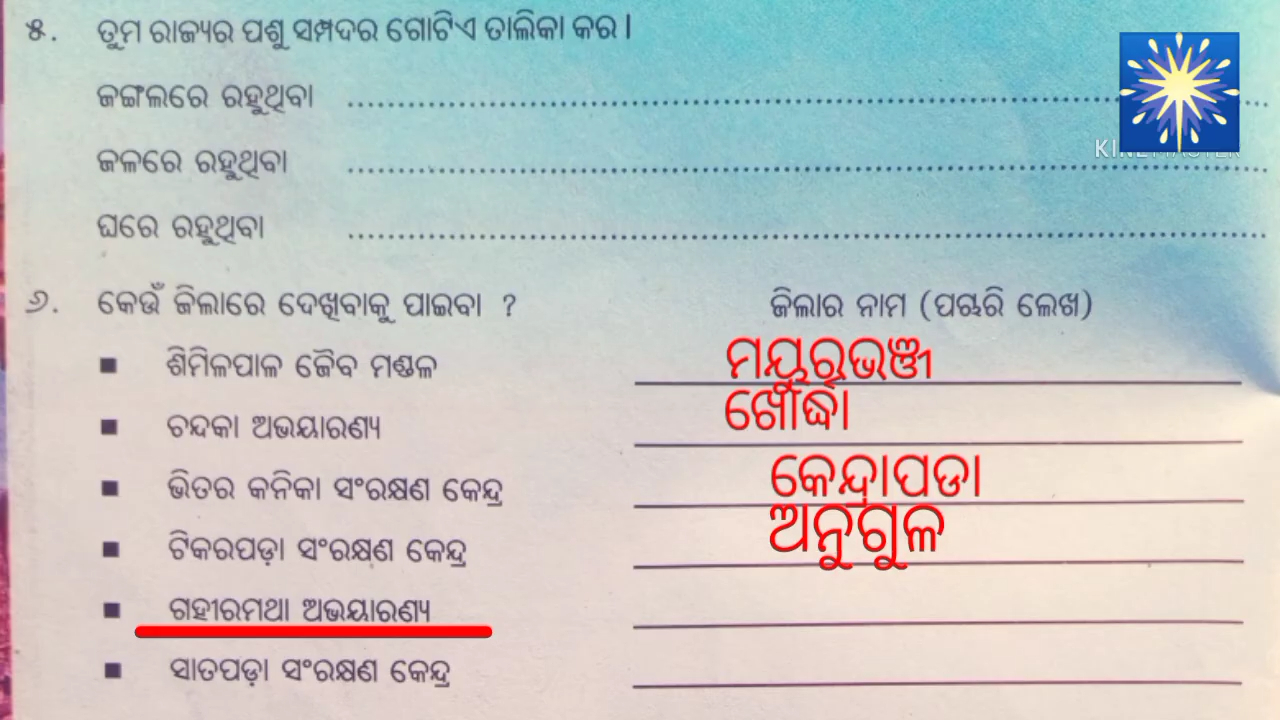 ୫. ତୁମ ରାଜ୍ୟର ପଶୁ ସମ୍ପଦର ଗୋଟିଏ ତାଲିକା କର।
ଜଙ୍ଗଲରେ ରହୁଥିବା ........................................
ଜଳରେ ରହୁଥିବା ........................................
ଘରେ ରହୁଥିବା ........................................
୬. କେଉଁ ଜିଲାରେ ଦେଖିବାକୁ ପାଇବା ? ଜିଲାର ନାମ (ପଚାରି ଲେଖ)
■ ଶିମିଳପାଳ ଜୈବ ମଣ୍ଡଳ ମୟୁରଭଞ୍ଜ
■ ଚନ୍ଦକା ଅଭୟାରଣ୍ୟ ଖୋର୍ଦ୍ଧା
■ ଭିତର କନିକା ସଂରକ୍ଷଣ କେନ୍ଦ୍ର କେନ୍ଦ୍ରାପଡା
■ ଟିକରପଡ଼ା ସଂରକ୍ଷଣ କେନ୍ଦ୍ର ଅନୁଗୁଳ
■ ଗହୀରମଥା ଅଭୟାରଣ୍ୟ
■ ସାତପଡ଼ା ସଂରକ୍ଷଣ କେନ୍ଦ୍ର